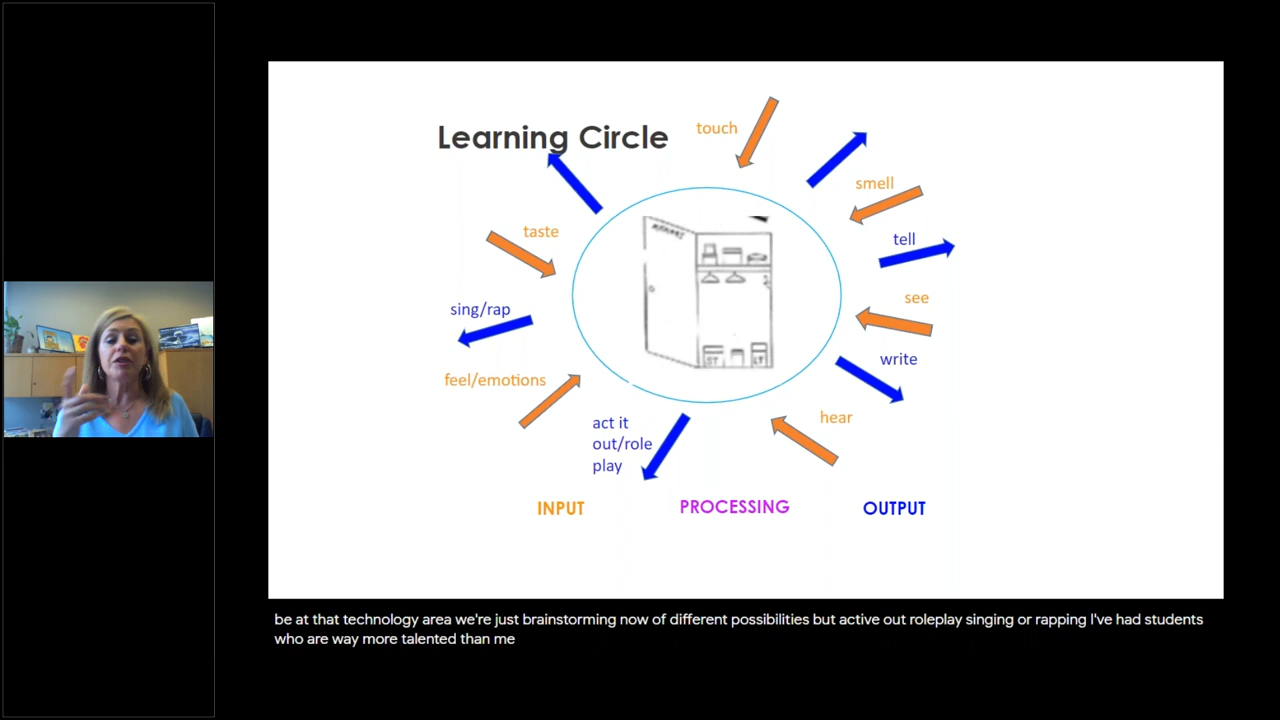 Learning Circle
touch
smell
taste
tell
see
sing/rap
write
feel/emotions
hear
act it
out/role
play
INPUT
PROCESSING
OUTPUT
ST
LT
be at that technology area we're just brainstorming now of different possibilities but active out roleplay singing or rapping I've had students
who are way more talented than me